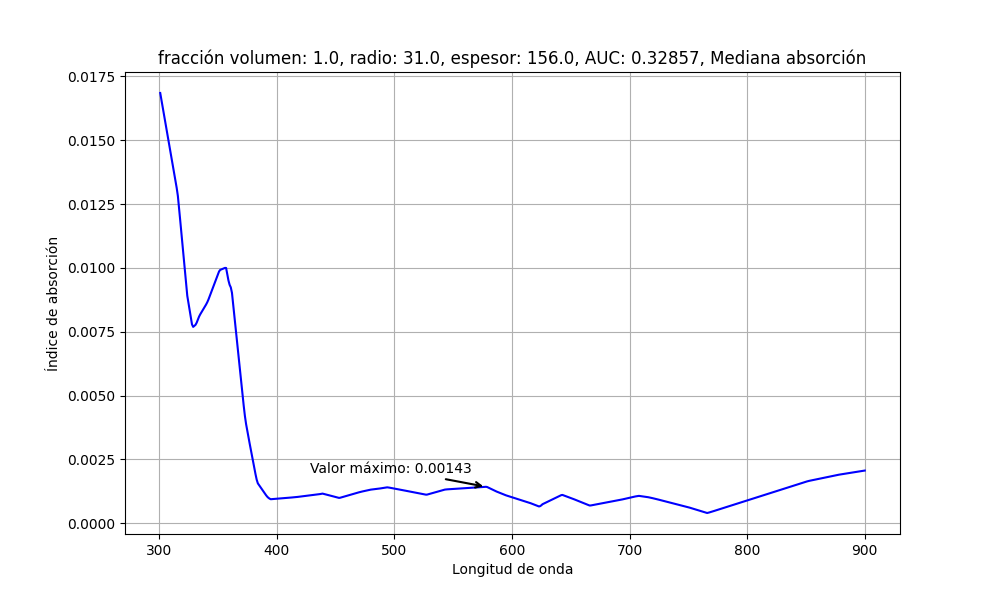 fracción volumen: 1.0, radio: 31.0, espesor: 156.0, AUC: 0.32857, Mediana absorción
0.0175
0.0150
0.0125
0.0100
0.0075
0.0050
0.0025
0.0000
Índice de absorción
Valor máximo: 0.00143
300 400 500 600 700 800 900
Longitud de onda